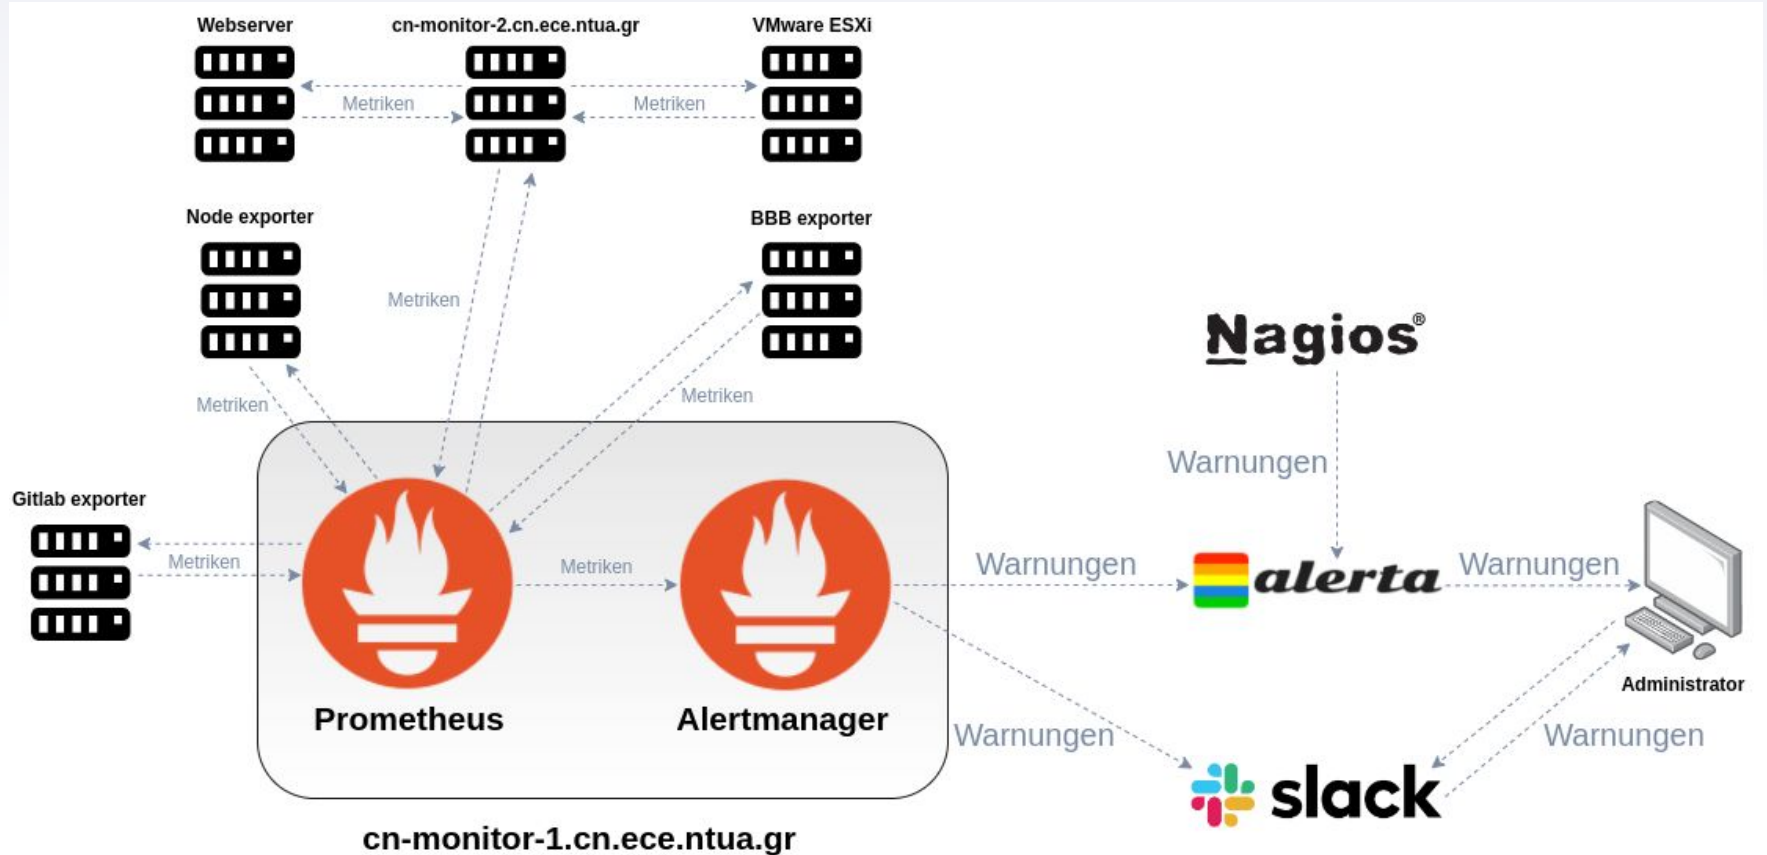 Webserver
cn-monitor-2.cn.ece.ntua.gr
VMware ESXi
Metriken
Metriken
Node exporter
BBB exporter
Metriken
Nagios®
Metriken
Metriken
Warnungen
Gitlab exporter
Metriken
Metriken
Warnungen
alerta
Warnungen
Administrator
Prometheus
Alertmanager
Warnungen
Warnungen
slack
cn-monitor-1.cn.ece.ntua.gr